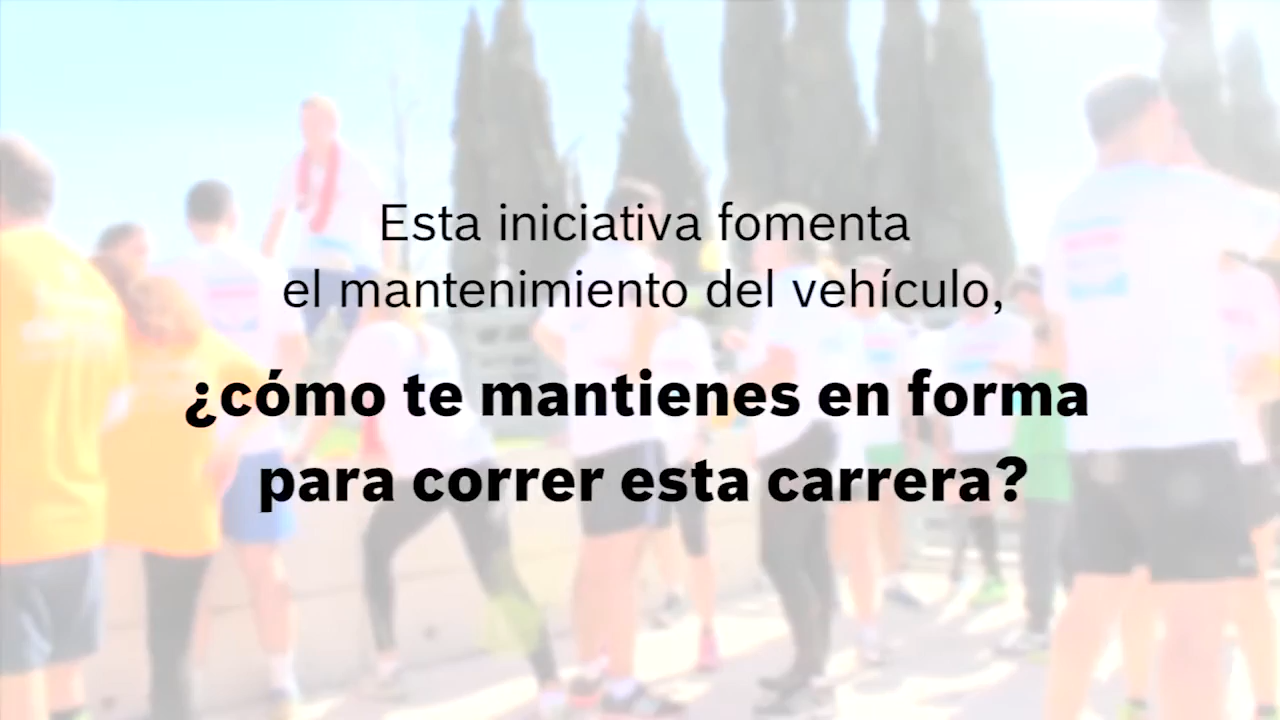 Esta iniciativa fomenta
el mantenimiento del vehículo,
¿cómo te mantienes en forma
para correr esta carrera?